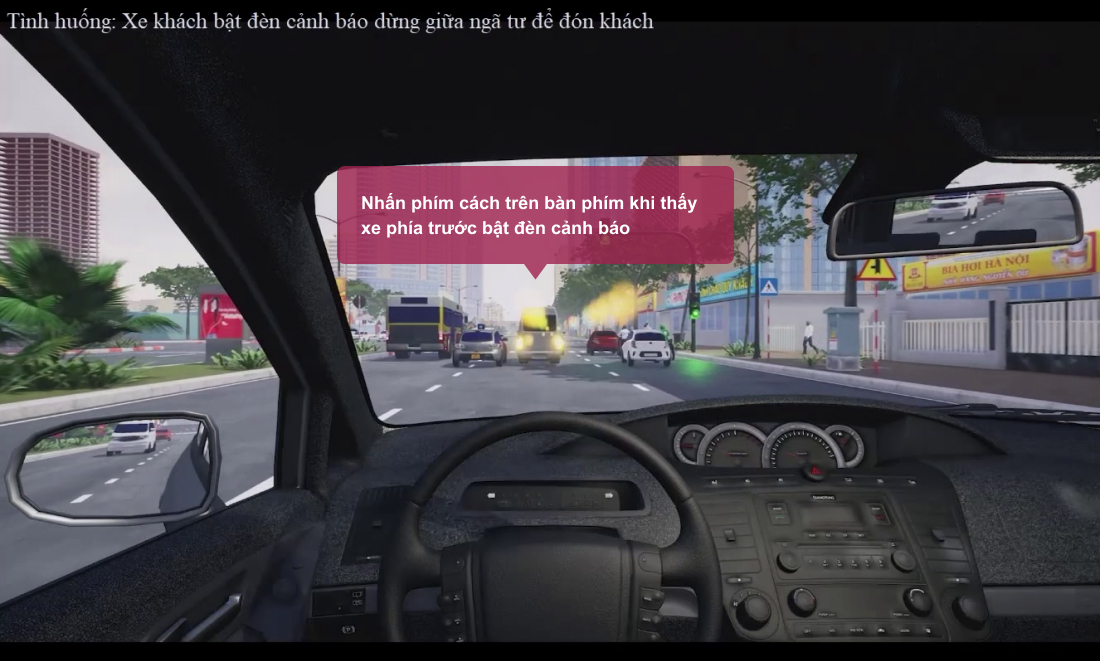 Tình huống: Xe khách bật đèn cảnh báo dừng giữa ngã tư để đón khách
Nhấn phím cách trên bàn phím khi thấy
xe phía trước bật đèn cảnh báo
BIA HƠI HÀ NỘI